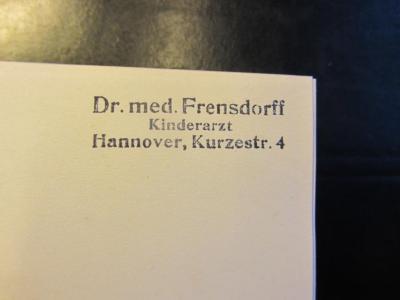 Dr. med. Frensdorff
Kinderarzt
Hannover, Kurzestr. 4